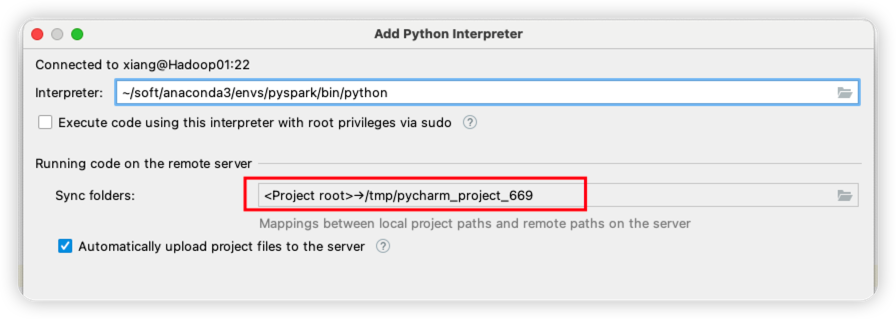 Add Python Interpreter
Connected to xiang@Hadoop01:22
Interpreter: ~/soft/anaconda3/envs/pyspark/bin/python
Execute code using this interpreter with root privileges via sudo ?
Running code on the remote server
Sync folders: <Project root>→/tmp/pycharm_project_669
Mappings between local project paths and remote paths on the server
Automatically upload project files to the server ?